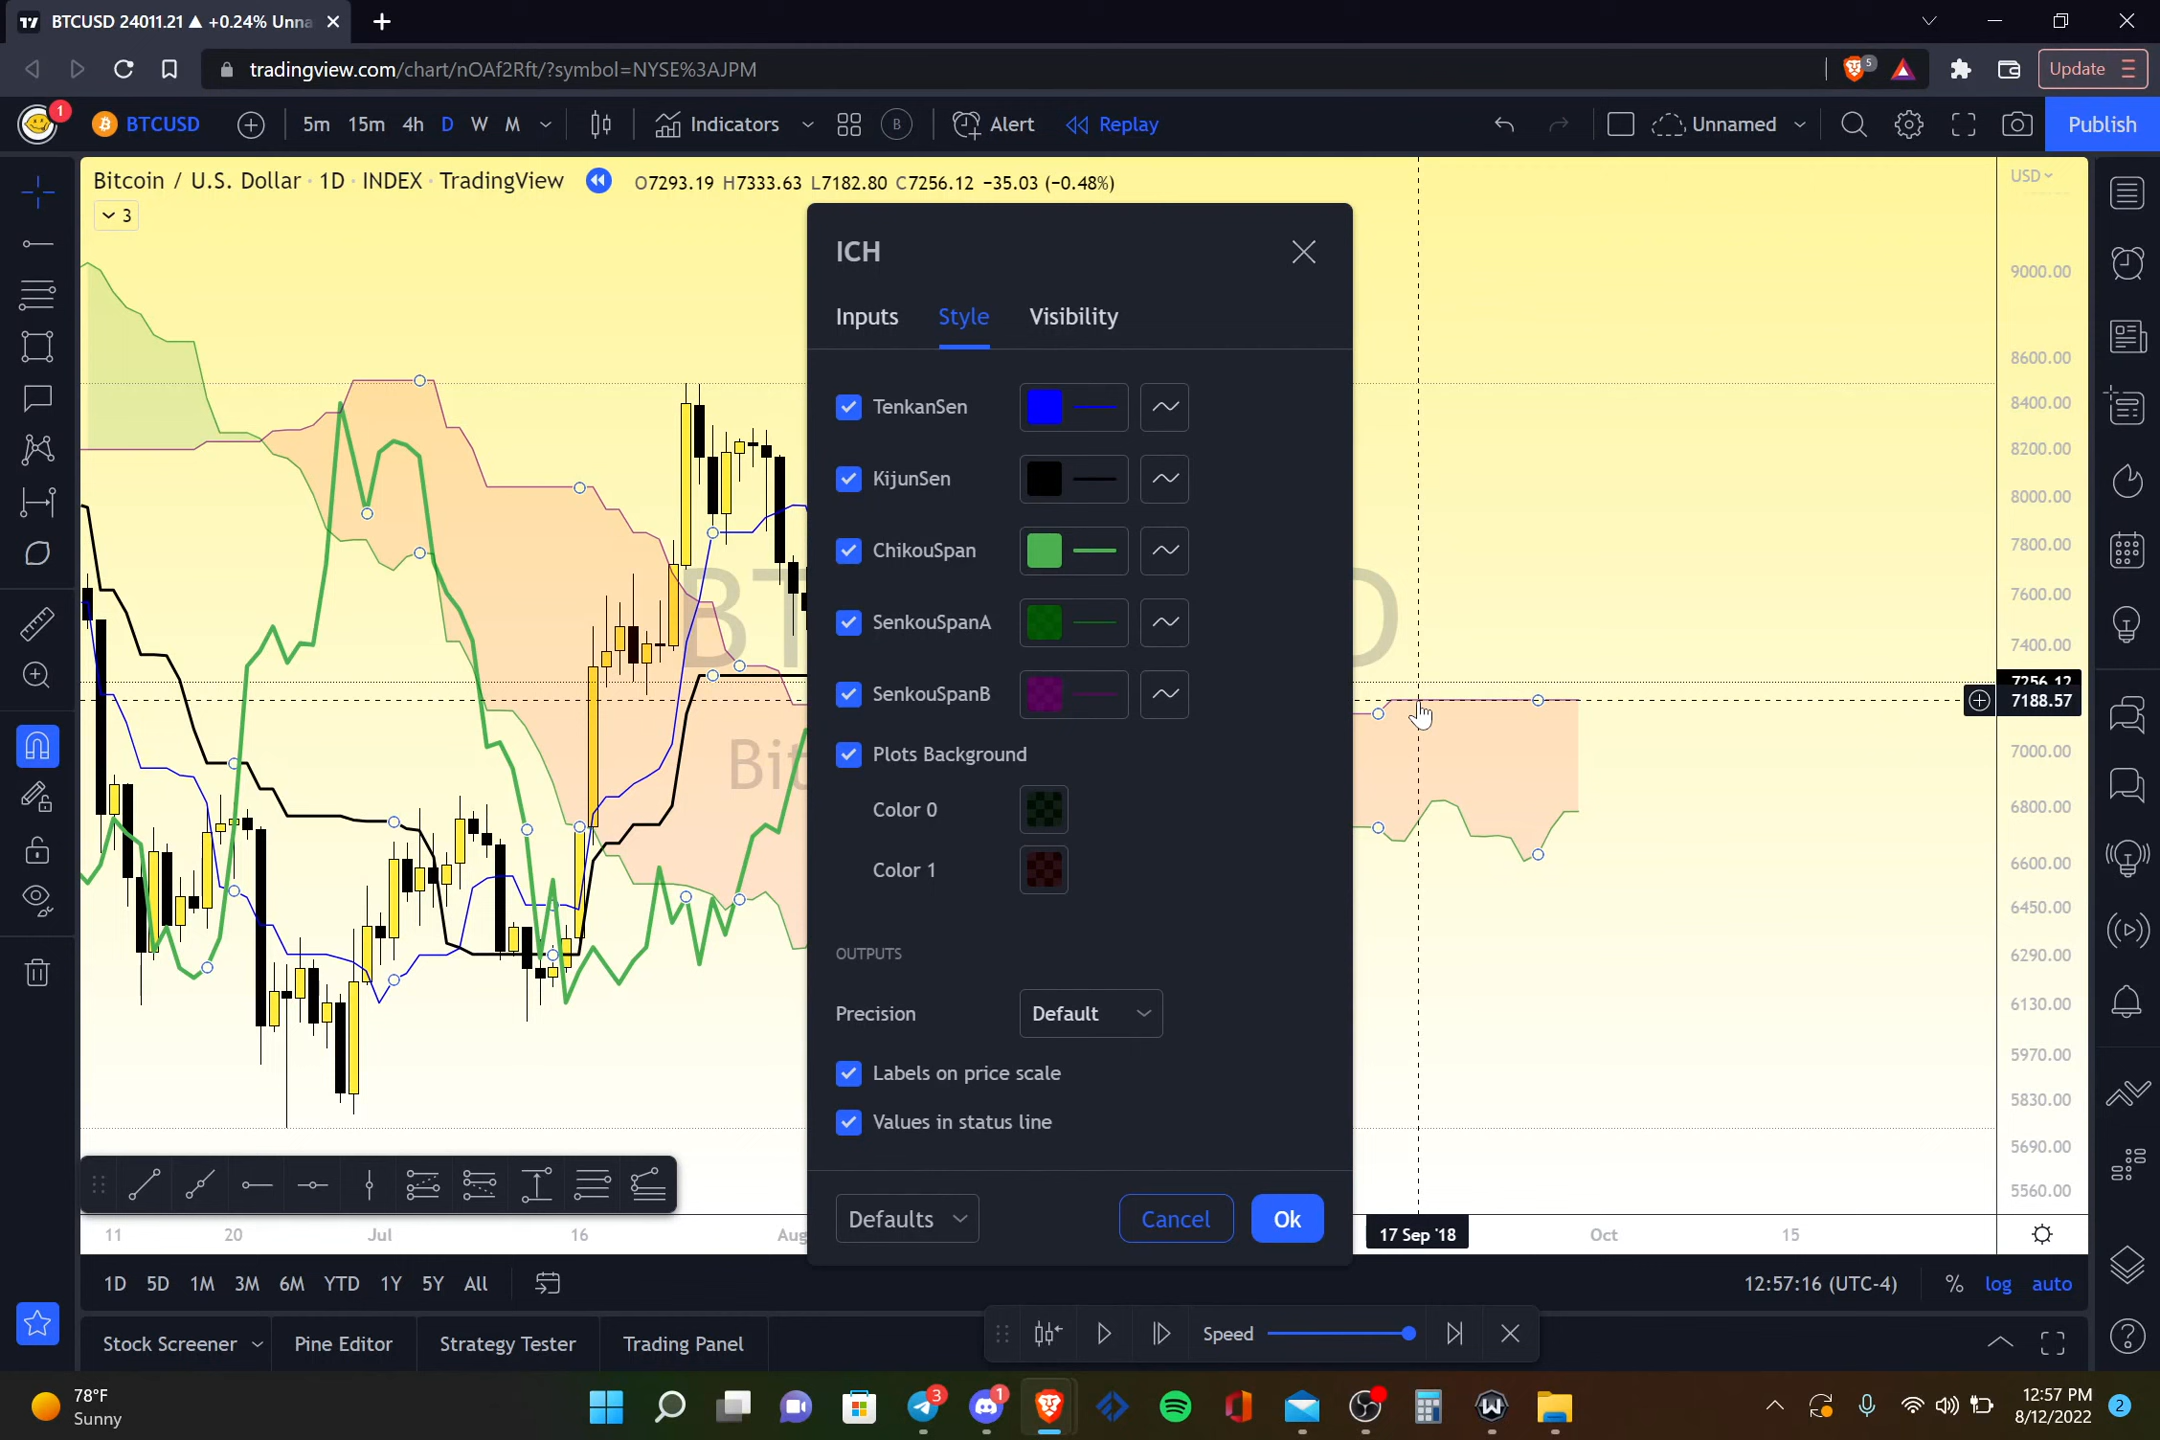 BTCUSD 24011.21 ▲ +0.24% Unna
tradingview.com/chart/nOAf2Rft/?symbol=NYSE%3AJPM
5
Update
1
BTCUSD
5m 15m 4h D W M
Indicators
B
Alert
Replay
Unnamed
Publish
Bitcoin / U.S. Dollar · 1D · INDEX · TradingView
O7293.19 H7333.63 L7182.80 C7256.12 −35.03 (−0.48%)
USD
3
ICH
Inputs Style Visibility
TenkanSen
KijunSen
ChikouSpan
SenkouSpanA
SenkouSpanB
Plots Background
Color 0
Color 1
OUTPUTS
Precision Default
Labels on price scale
Values in status line
Defaults Cancel Ok
BT D
Bit
9000.00
8600.00
8400.00
8200.00
8000.00
7800.00
7600.00
7400.00
7256.12
7188.57
7000.00
6800.00
6600.00
6450.00
6290.00
6130.00
5970.00
5830.00
5690.00
5560.00
11 20 Jul 16 Aug 17 Sep '18 Oct 15
1D 5D 1M 3M 6M YTD 1Y 5Y All
12:57:16 (UTC-4) % log auto
Stock Screener Pine Editor Strategy Tester Trading Panel
Speed
78°F
Sunny
3
1
12:57 PM
8/12/2022
2